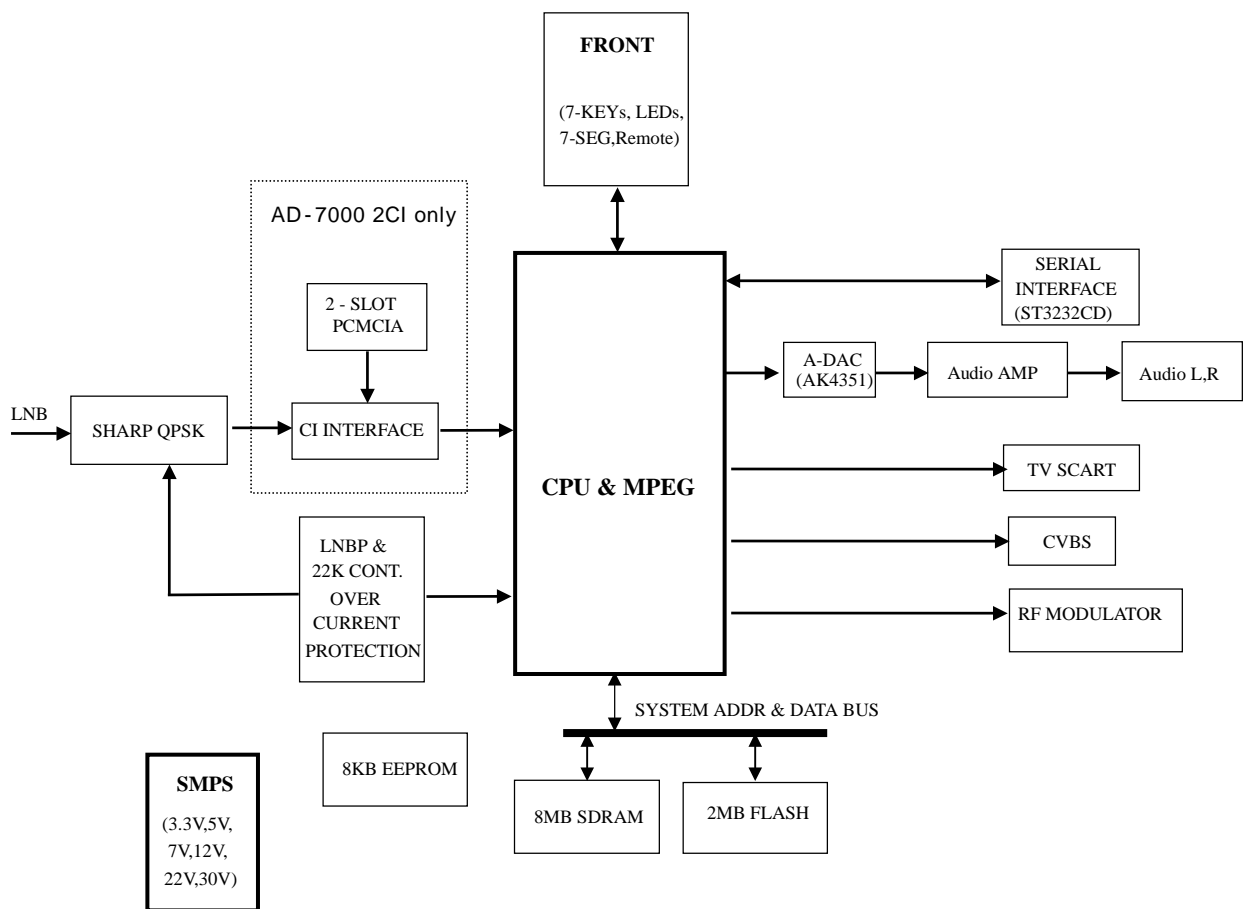 FRONT
(7-KEYs, LEDs,
7-SEG,Remote)
AD-7000 2CI only
2 - SLOT
PCMCIA
SERIAL
INTERFACE
(ST3232CD)
A-DAC
(AK4351)
Audio AMP
Audio L,R
LNB
SHARP QPSK
CI INTERFACE
CPU & MPEG
TV SCART
CVBS
RF MODULATOR
LNBP &
22K CONT.
OVER
CURRENT
PROTECTION
SYSTEM ADDR & DATA BUS
8KB EEPROM
8MB SDRAM
2MB FLASH
SMPS
(3.3V,5V,
7V,12V,
22V,30V)